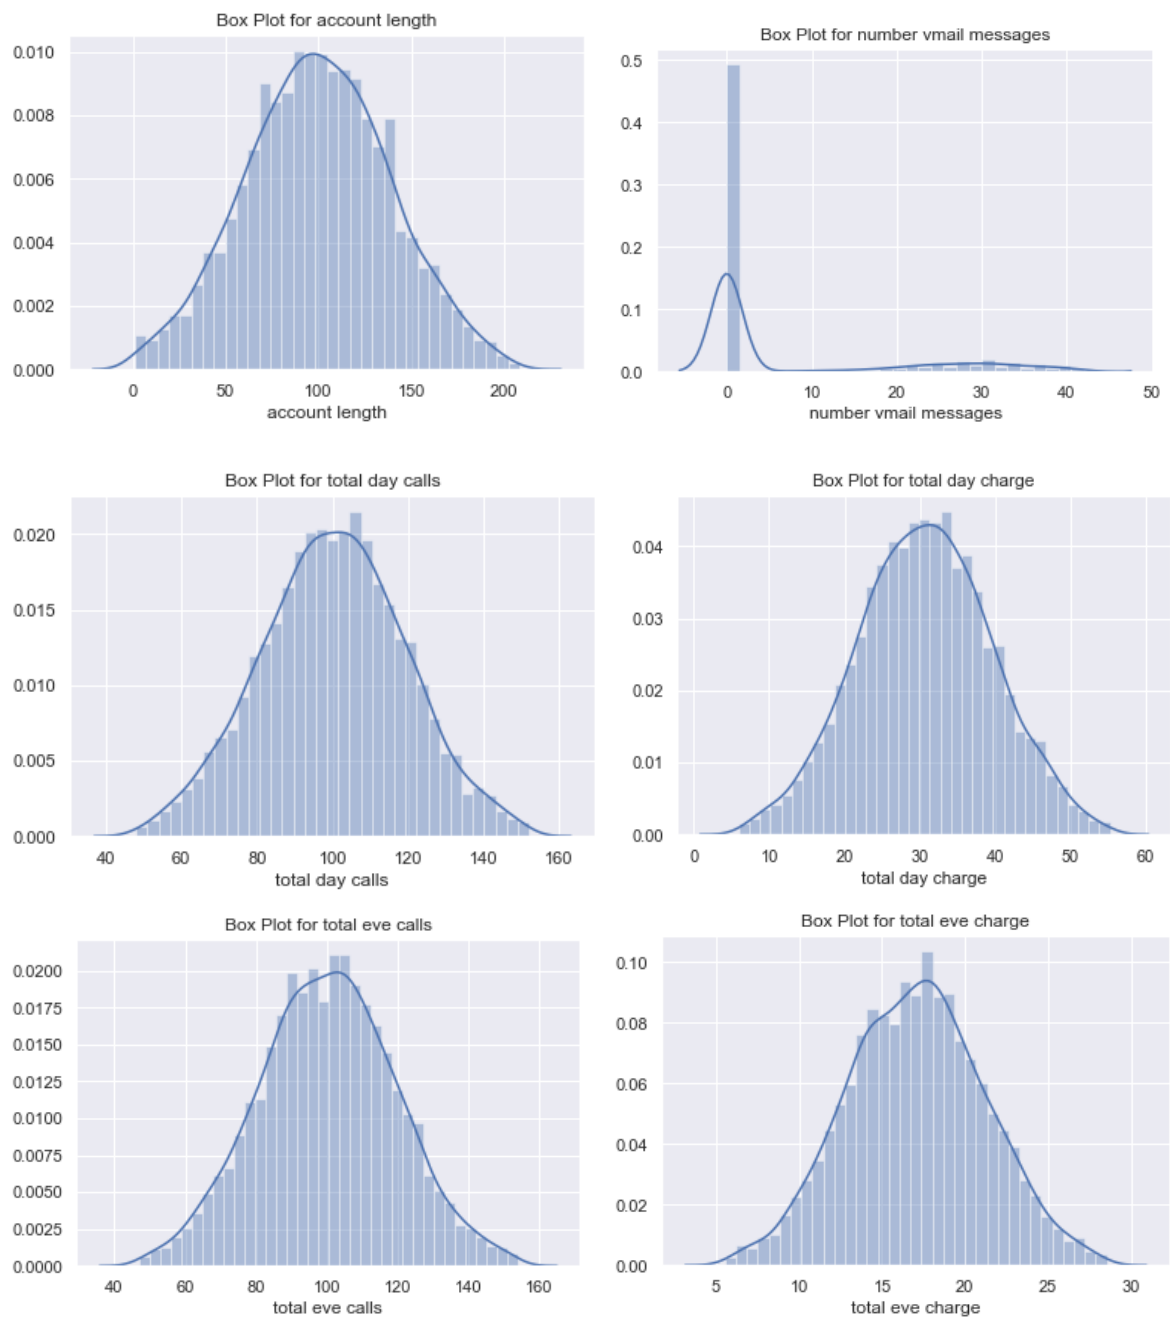 Box Plot for account length
0.010
0.008
0.006
0.004
0.002
0.000
0 50 100 150 200
account length
Box Plot for number vmail messages
0.5
0.4
0.3
0.2
0.1
0.0
0 10 20 30 40 50
number vmail messages
Box Plot for total day calls
0.020
0.015
0.010
0.005
0.000
40 60 80 100 120 140 160
total day calls
Box Plot for total day charge
0.04
0.03
0.02
0.01
0.00
0 10 20 30 40 50 60
total day charge
Box Plot for total eve calls
0.0200
0.0175
0.0150
0.0125
0.0100
0.0075
0.0050
0.0025
0.0000
40 60 80 100 120 140 160
total eve calls
Box Plot for total eve charge
0.10
0.08
0.06
0.04
0.02
0.00
5 10 15 20 25 30
total eve charge